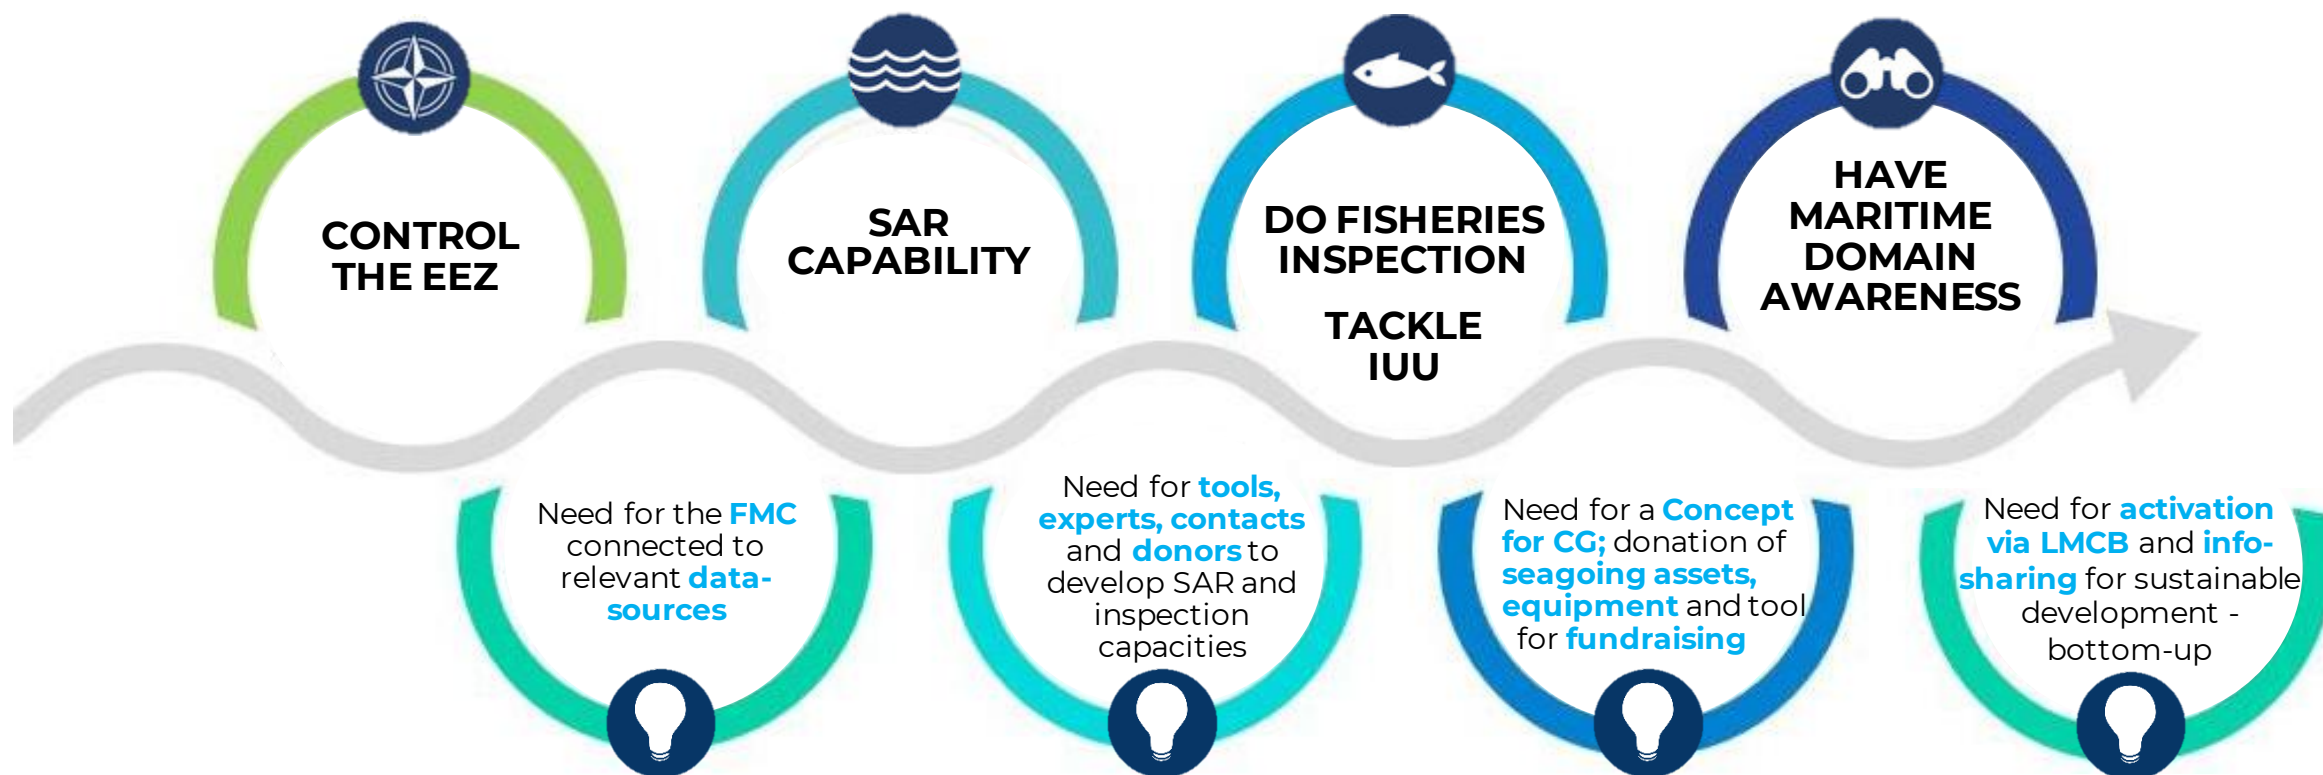 CONTROL
THE EEZ
SAR
CAPABILITY
DO FISHERIES
INSPECTION
TACKLE
IUU
HAVE
MARITIME
DOMAIN
AWARENESS
Need for the FMC
connected to
relevant data-
sources
Need for tools,
experts, contacts
and donors to
develop SAR and
inspection
capacities
Need for a Concept
for CG; donation of
seagoing assets,
equipment and tool
for fundraising
Need for activation
via LMCB and info-
sharing for sustainable
development -
bottom-up